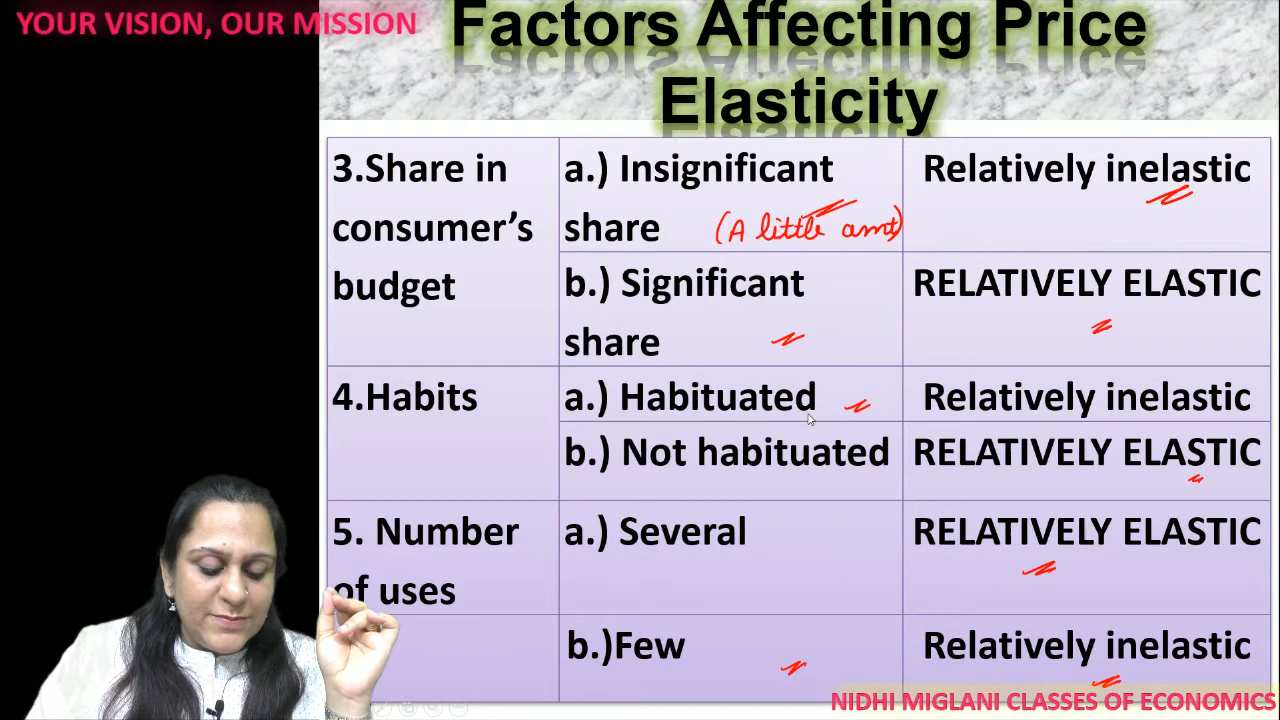 YOUR VISION, OUR MISSION
Factors Affecting Price
Elasticity
3.Share in
consumer’s
budget
a.) Insignificant
share (A little amt)
Relatively inelastic
b.) Significant
share
RELATIVELY ELASTIC
4.Habits
a.) Habituated
Relatively inelastic
b.) Not habituated
RELATIVELY ELASTIC
5. Number
of uses
a.) Several
RELATIVELY ELASTIC
b.)Few
Relatively inelastic
NIDHI MIGLANI CLASSES OF ECONOMICS